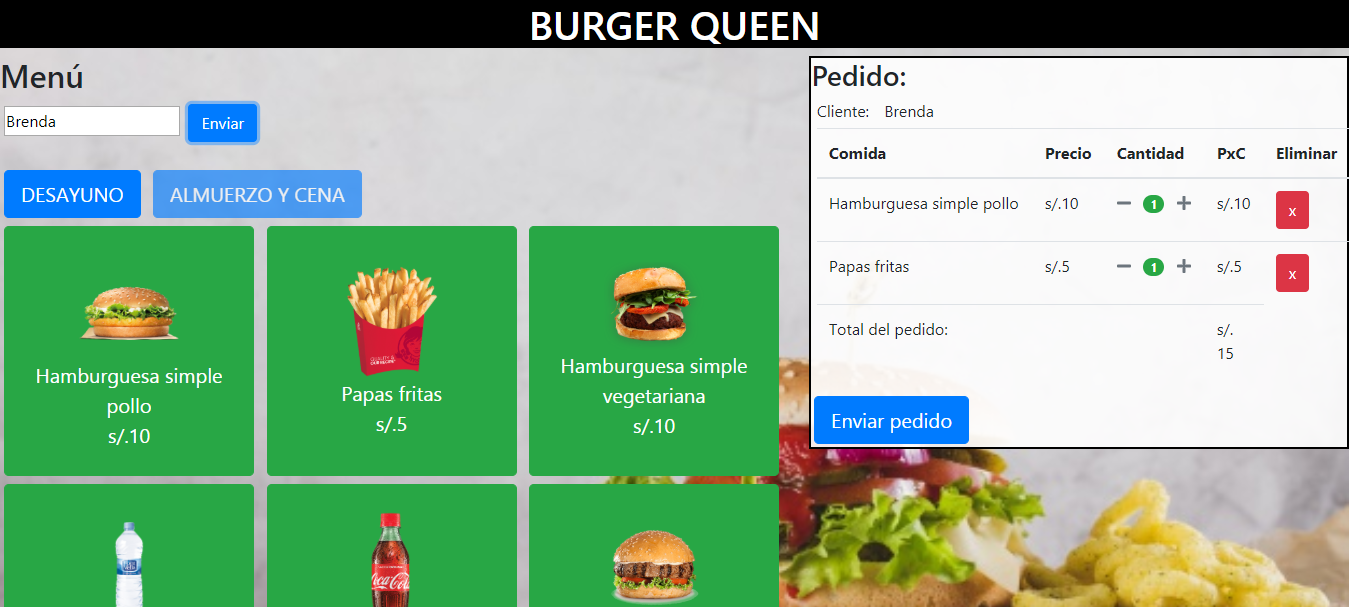 BURGER QUEEN
Menú
Brenda
Enviar
DESAYUNO
ALMUERZO Y CENA
Hamburguesa simple
pollo
s/.10
Papas fritas
s/.5
Hamburguesa simple
vegetariana
s/.10
Coca-Cola
Pedido:
Cliente: Brenda
Comida Precio Cantidad PxC Eliminar
Hamburguesa simple pollo s/.10 1 s/.10 x
Papas fritas s/.5 1 s/.5 x
Total del pedido: s/.
15
Enviar pedido